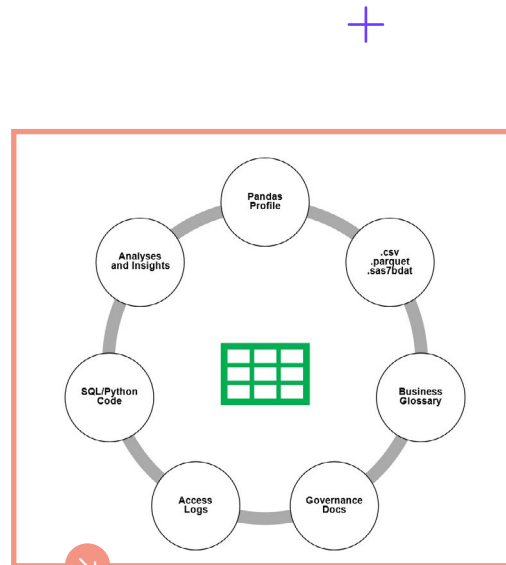 Pandas
Profile
.csv
.parquet
.sas7bdat
Analyses
and Insights
SQL/Python
Code
Business
Glossary
Access
Logs
Governance
Docs